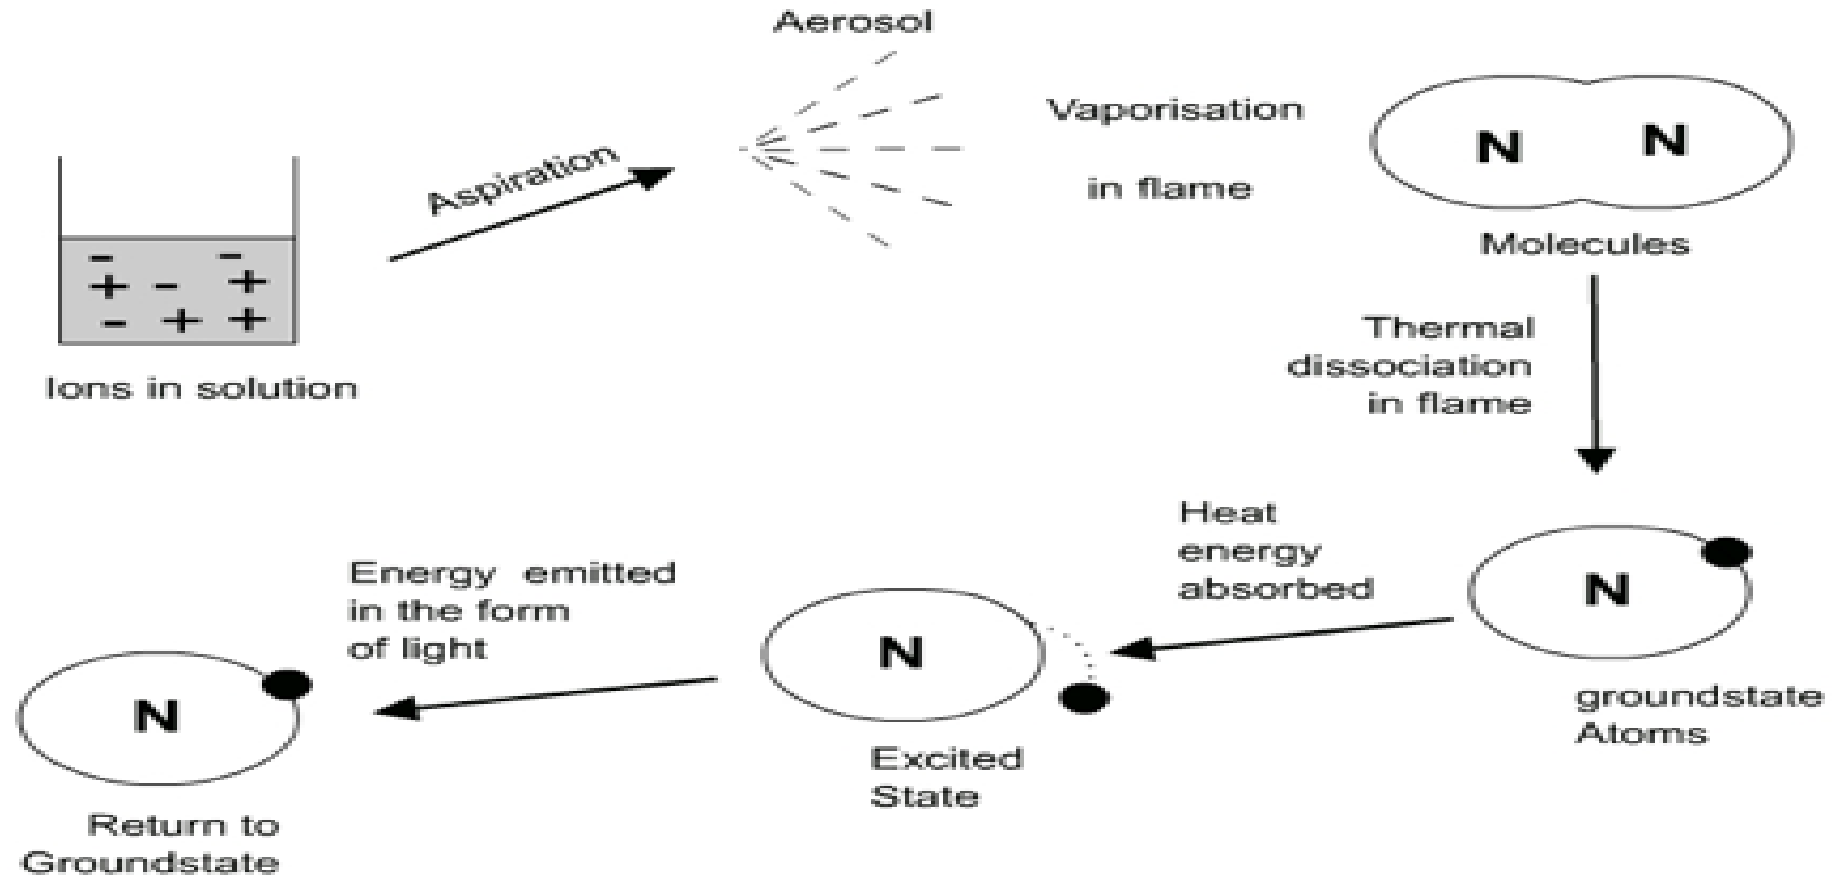 Aerosol
Aspiration
Vaporisation
in flame
N N
Molecules
- -
+ - +
- + +
Ions in solution
Thermal
dissociation
in flame
Heat
energy
absorbed
N
groundstate
Atoms
Energy emitted
in the form
of light
N
Excited
State
N
Return to
Groundstate